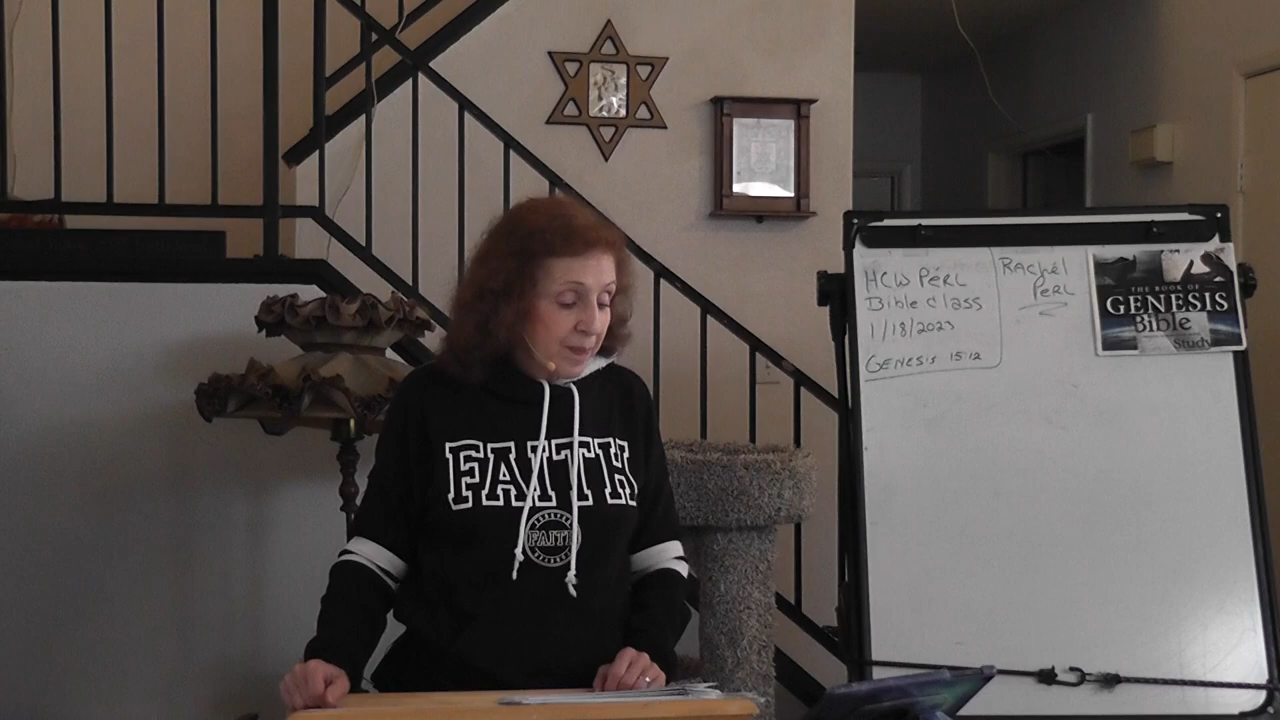 HCW PERL
Bible Class
1/18/2023
GENESIS 15:12
RAChel
PERL
THE BOOK OF
GENESIS
Bible
Study
FAITH
FAITH